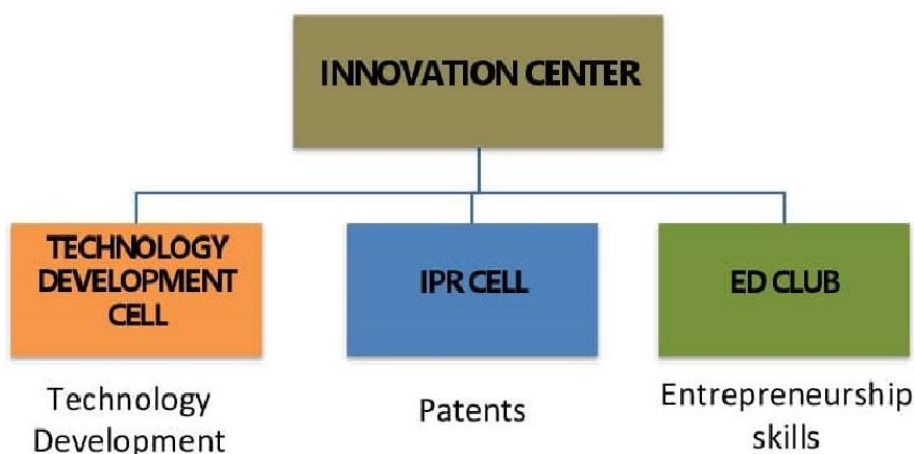 INNOVATION CENTER
TECHNOLOGY
DEVELOPMENT
CELL
IPR CELL
ED CLUB
Technology
Development
Patents
Entrepreneurship
skills